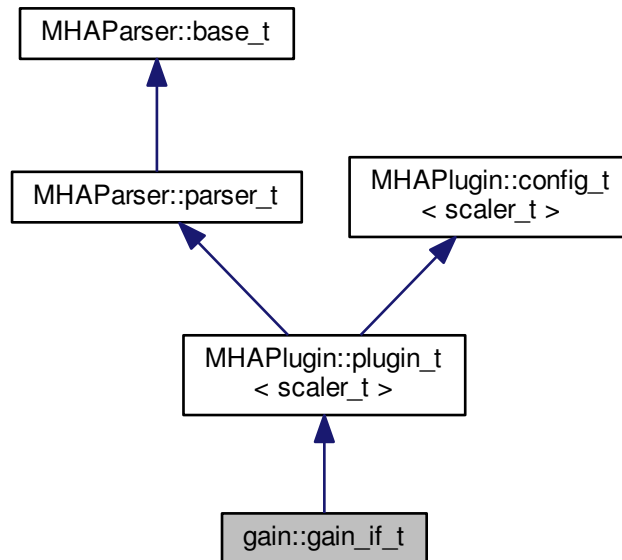 MHAParser::base_t
MHAParser::parser_t
MHAPlugin::config_t
< scaler_t >
MHAPlugin::plugin_t
< scaler_t >
gain::gain_if_t